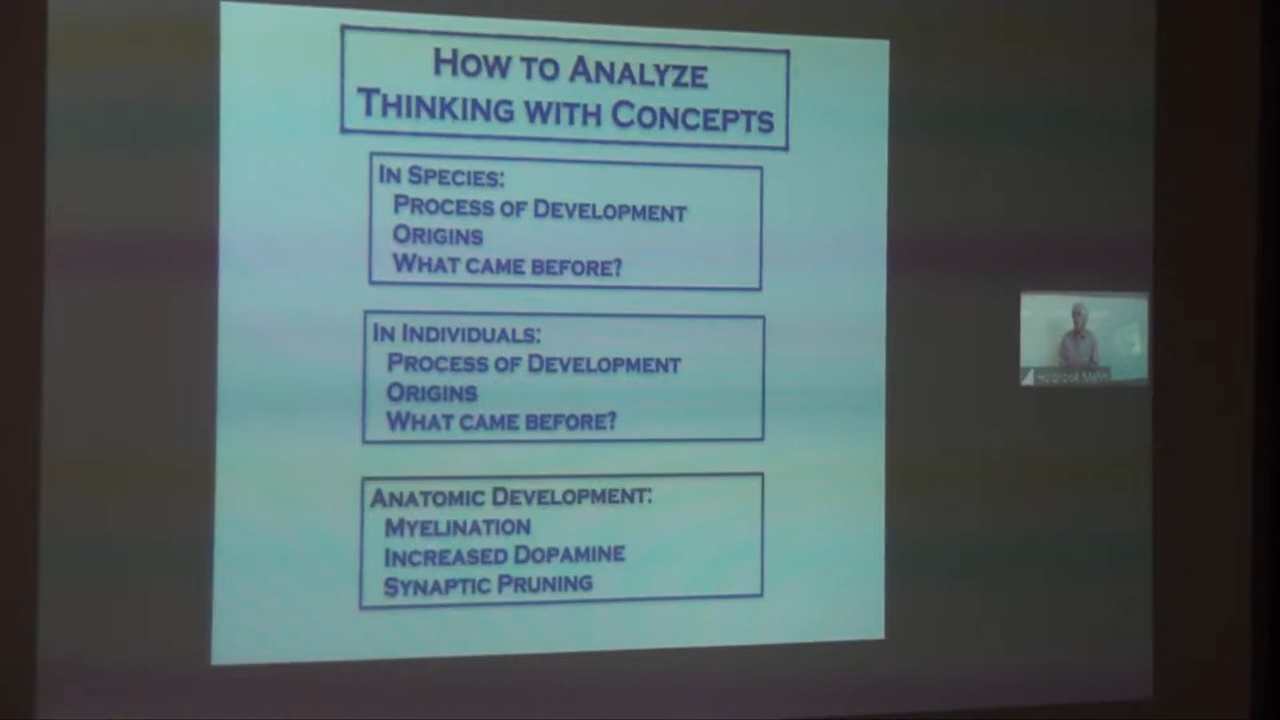 How to Analyze
Thinking with Concepts
In Species:
Process of Development
Origins
What came before?
In Individuals:
Process of Development
Origins
What came before?
Anatomic Development:
Myelination
Increased Dopamine
Synaptic Pruning